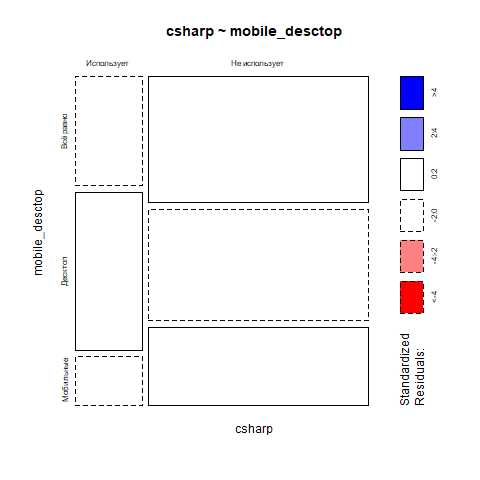 csharp ~ mobile_desctop
Использует
Не использует
Всё равно
Десктоп
Мобильные
mobile_desctop
csharp
>4
2:4
0:2
-2:0
-4:-2
<-4
Standardized
Residuals: